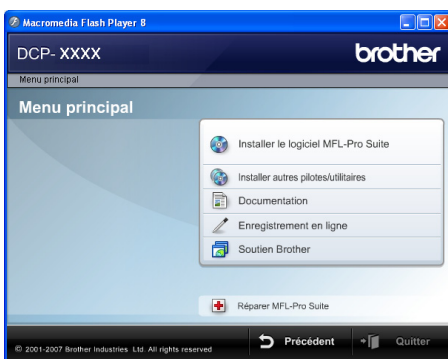 Macromedia Flash Player 8
DCP- XXXX
brother
Menu principal
Menu principal
Installer le logiciel MFL-Pro Suite
Installer autres pilotes/utilitaires
Documentation
Enregistrement en ligne
Soutien Brother
Réparer MFL-Pro Suite
© 2001-2007 Brother Industries Ltd. All rights reserved
Précédent
Quitter